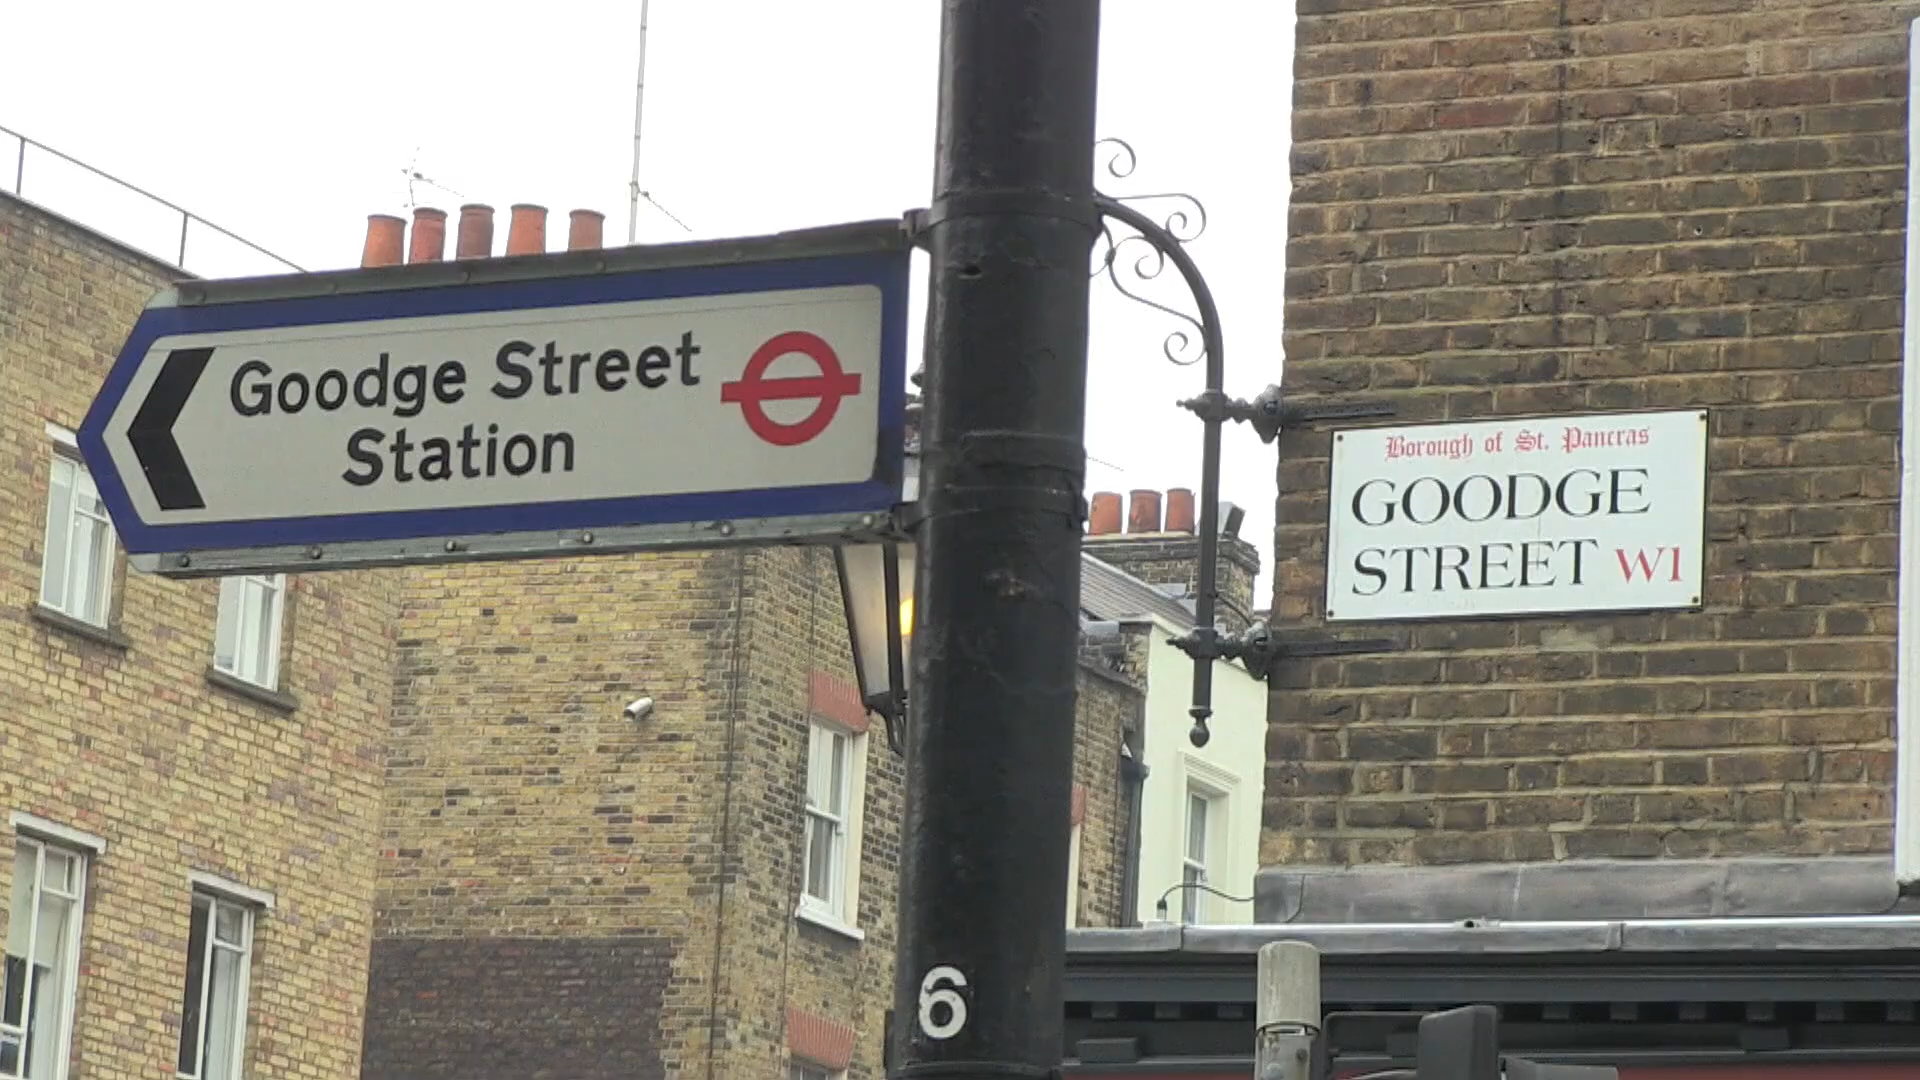 Goodge Street
Station
Borough of St. Pancras
GOODGE
STREET W1
6